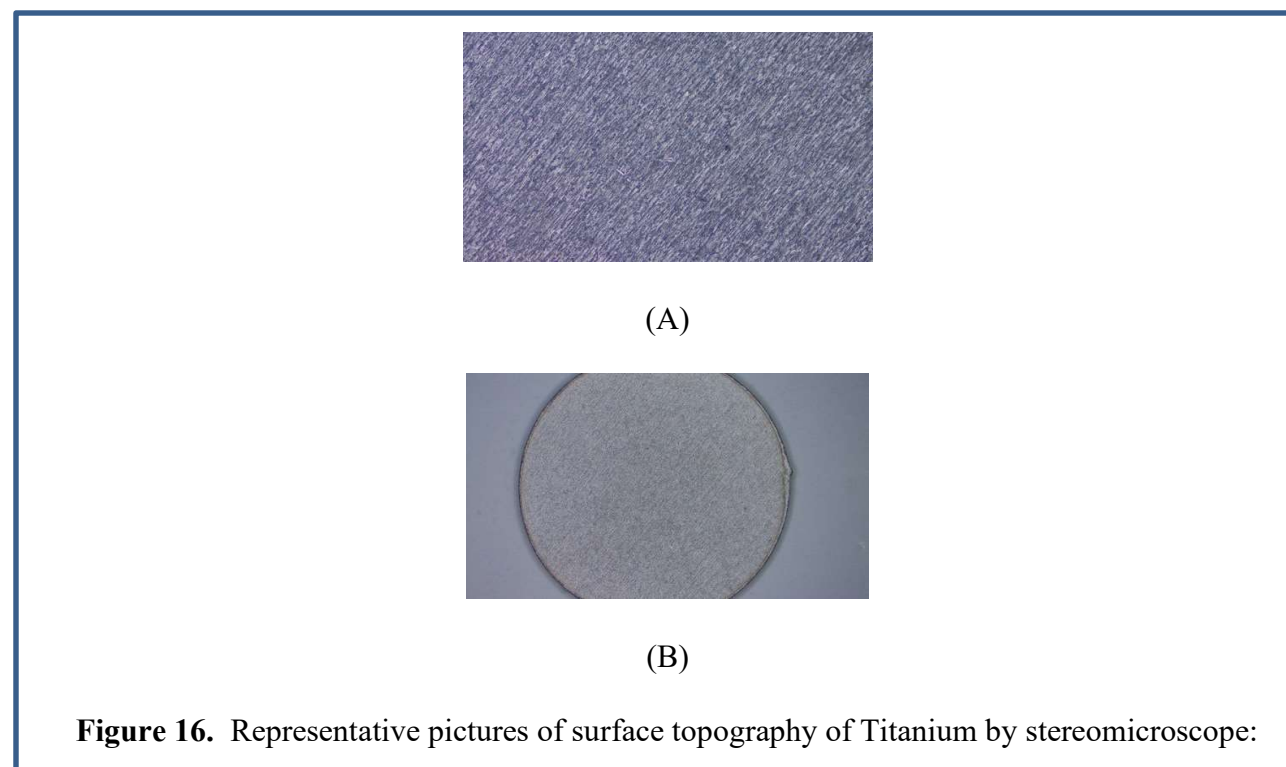 (A)
(B)
Figure 16. Representative pictures of surface topography of Titanium by stereomicroscope: